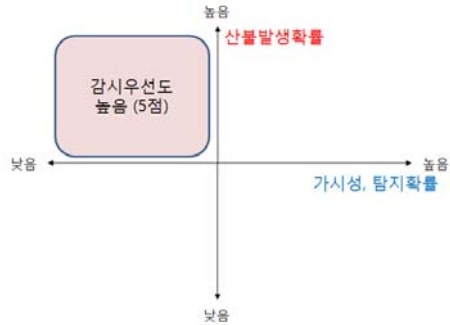 높음
산불발생확률
감시우선도
높음 (5점)
낮음
높음
가시성, 탐지확률
낮음